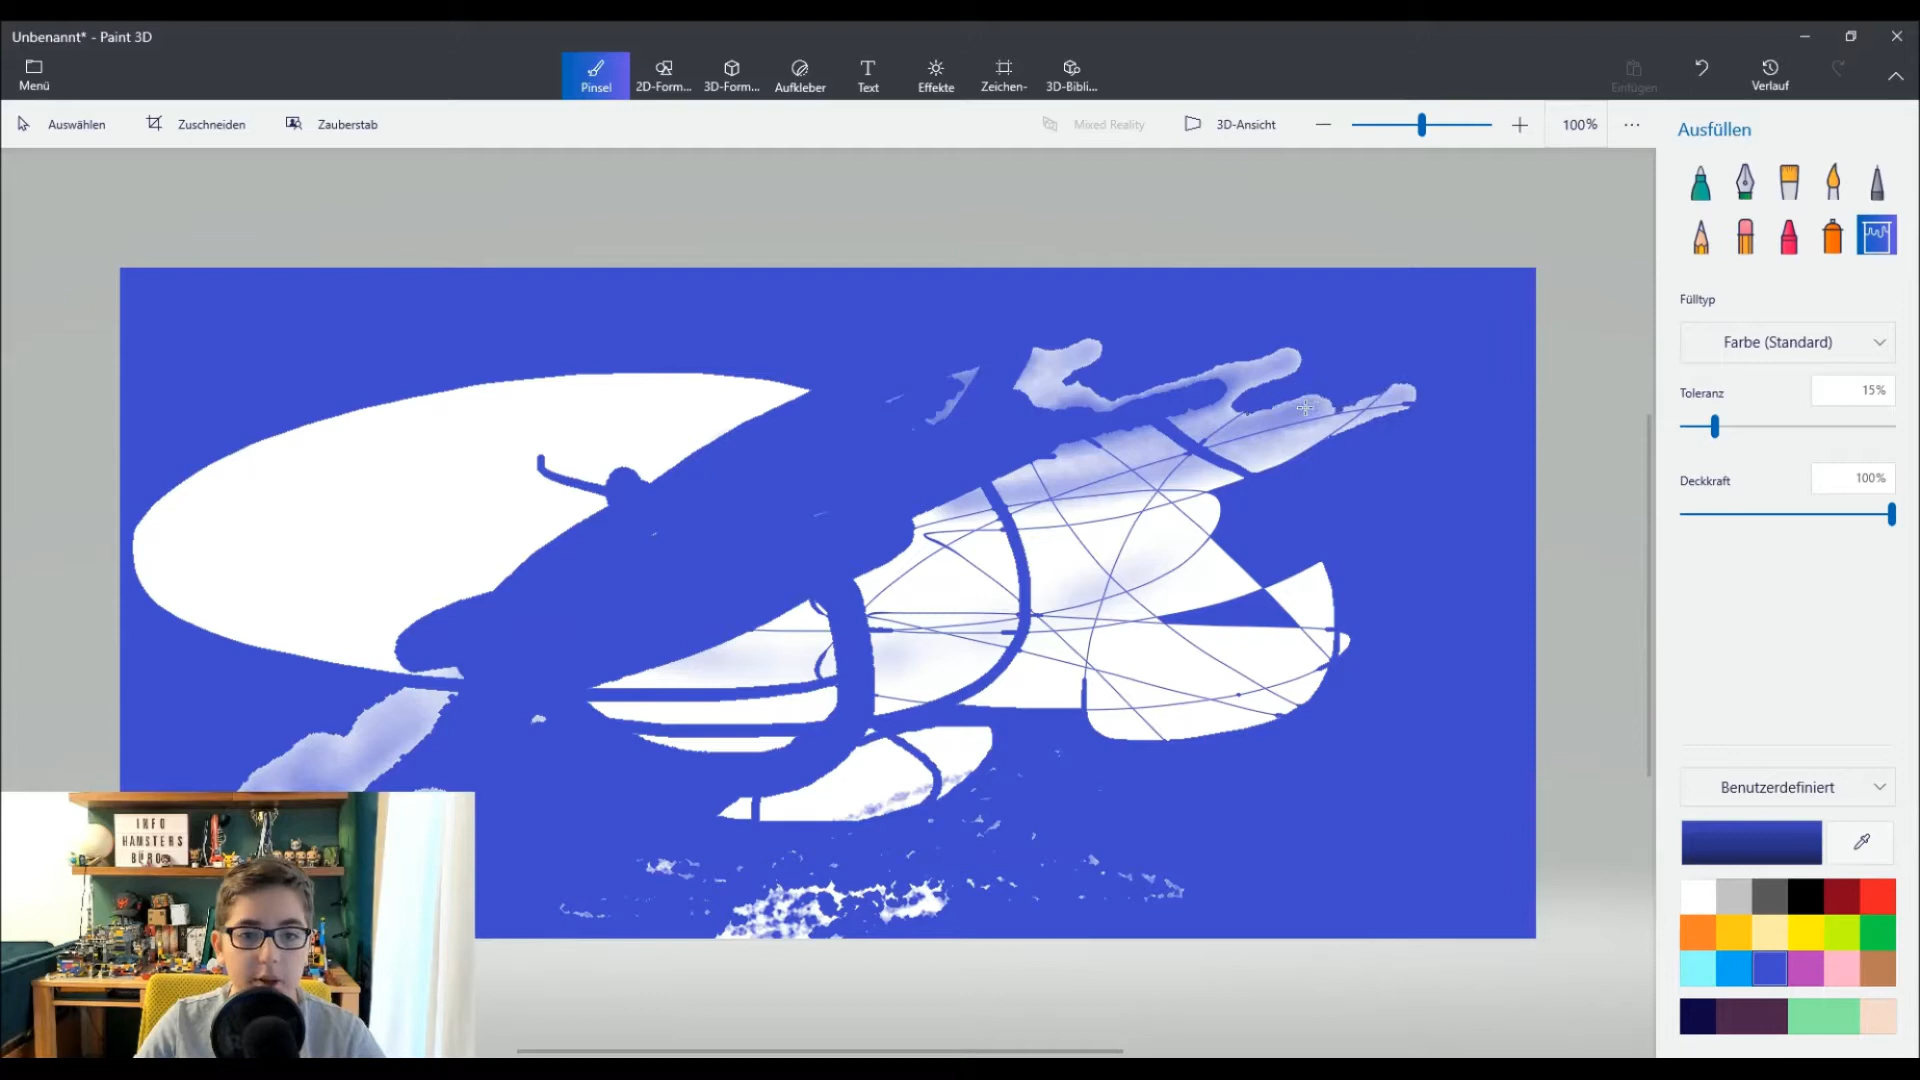 Unbenannt* - Paint 3D
Menü
Pinsel
2D-Form...
3D-Form...
Aufkleber
Text
Effekte
Zeichen-
3D-Bibli...
Einfügen
Verlauf
Auswählen
Zuschneiden
Zauberstab
Mixed Reality
3D-Ansicht
100%
Ausfüllen
Fülltyp
Farbe (Standard)
Toleranz
15%
Deckkraft
100%
Benutzerdefiniert
INFO
HAMSTERS
BÜRO